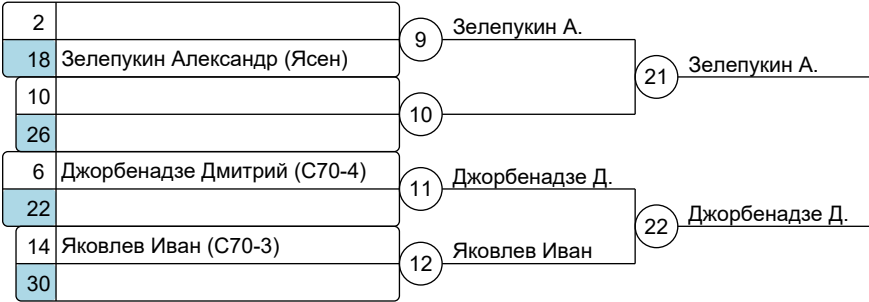 2
9
Зелепукин А.
18 Зелепукин Александр (Ясен)
21
Зелепукин А.
10
10
26
6 Джорбенадзе Дмитрий (С70-4)
11
Джорбенадзе Д.
22
22
Джорбенадзе Д.
14 Яковлев Иван (С70-3)
12
Яковлев Иван
30